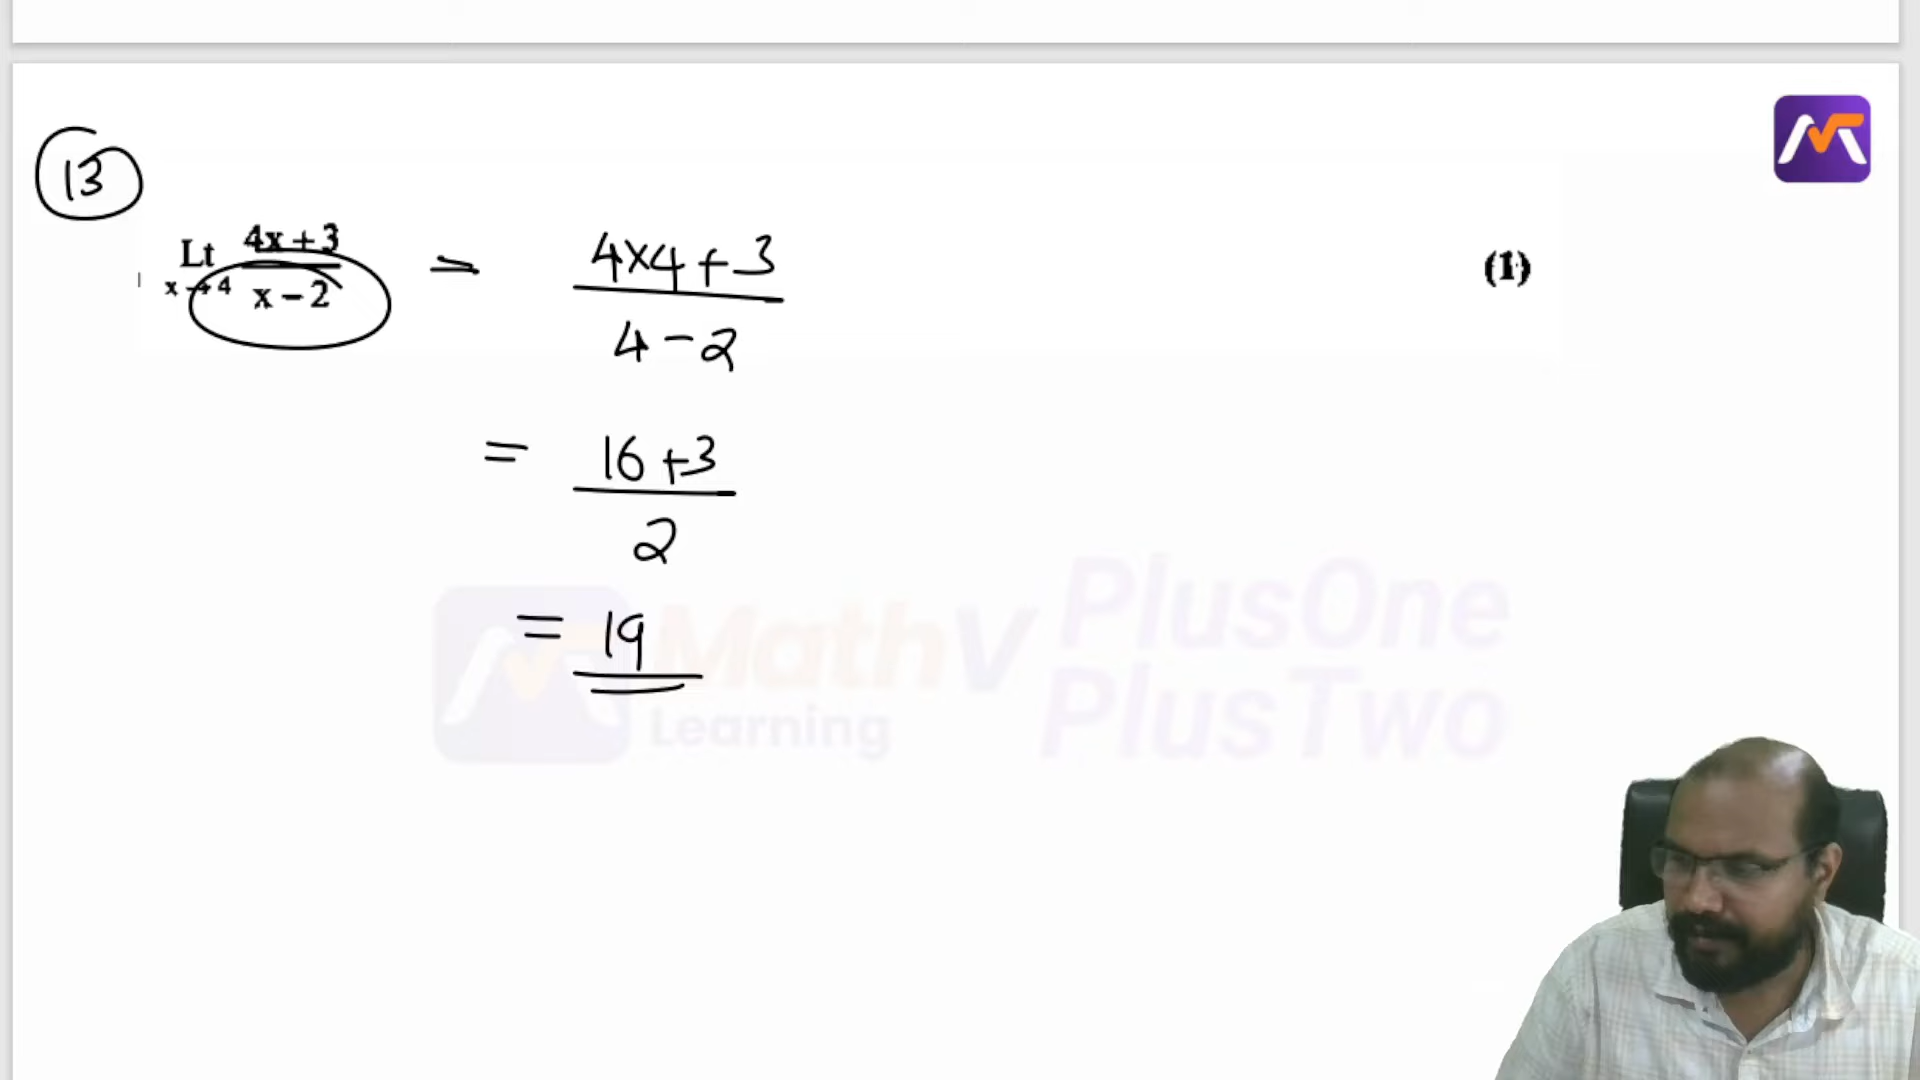 13
Lt x→4 (4x + 3)/(x – 2) = (4×4+3)/(4-2) (1)
= (16+3)/2
= 19
MathV PlusOne
Learning PlusTwo